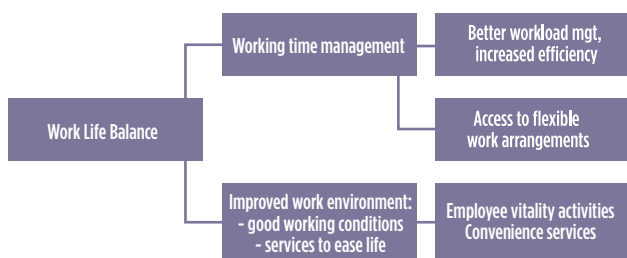 Work Life Balance
Working time management
Better workload mgt,
increased efficiency
Access to flexible
work arrangements
Improved work environment:
- good working conditions
- services to ease life
Employee vitality activities
Convenience services